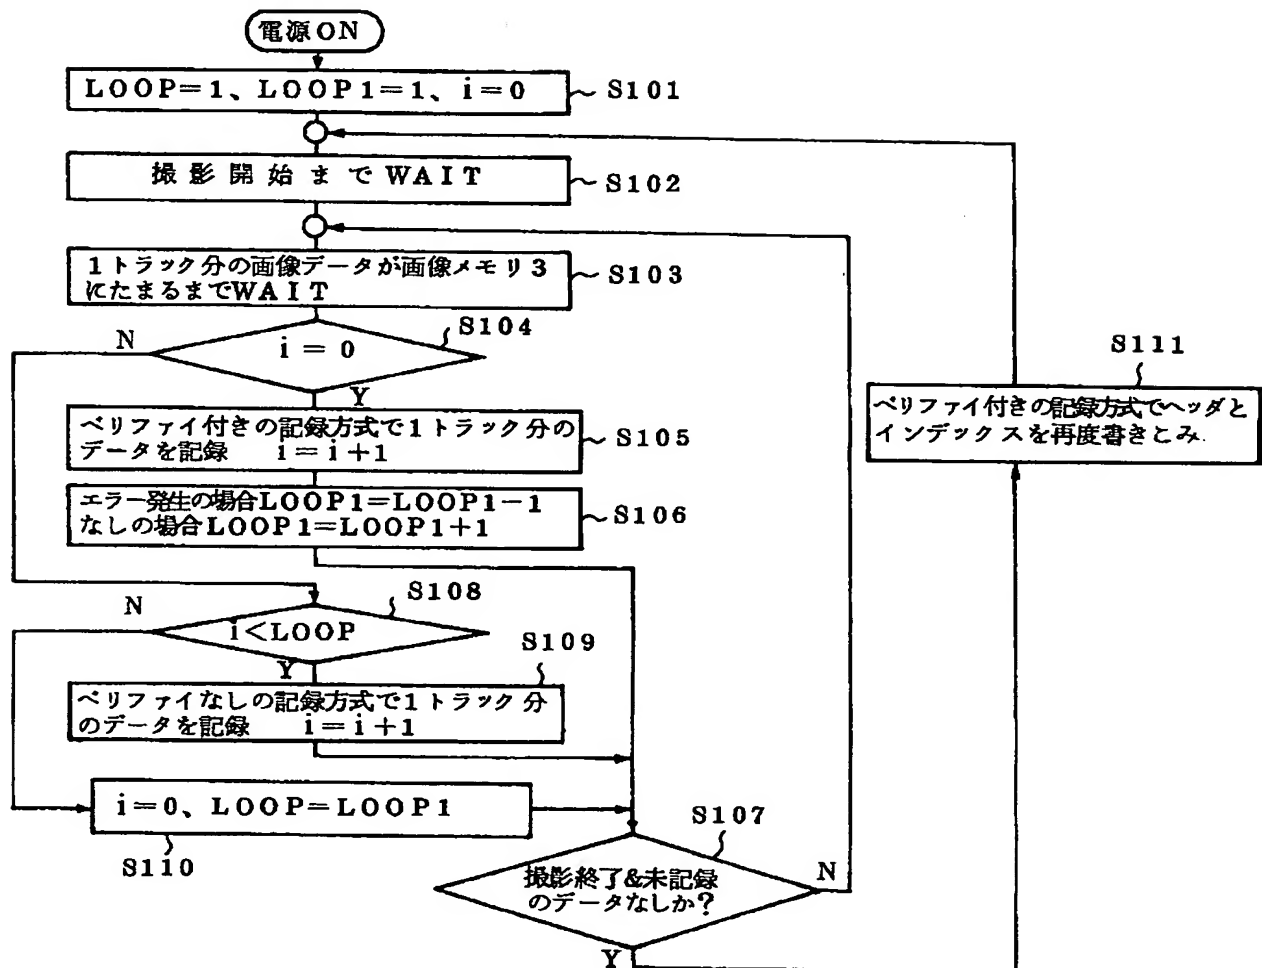 電源ON
LOOP=1、LOOP1=1、i=0
S101
撮影開始までWAIT
S102
1トラック分の画像データが画像メモリ3
にたまるまでWAIT
S103
S104
N
i=0
Y
S111
ベリファイ付きの記録方式でヘッダと
インデックスを再度書きこみ.
ベリファイ付きの記録方式で1トラック分の
データを記録 i=i+1
S105
エラー発生の場合LOOP1=LOOP1-1
なしの場合LOOP1=LOOP1+1
S106
S108
N
i<LOOP
Y
S109
ベリファイなしの記録方式で1トラック分
のデータを記録 i=i+1
i=0、LOOP=LOOP1
S110
S107
撮影終了&未記録
のデータなしか?
N
Y